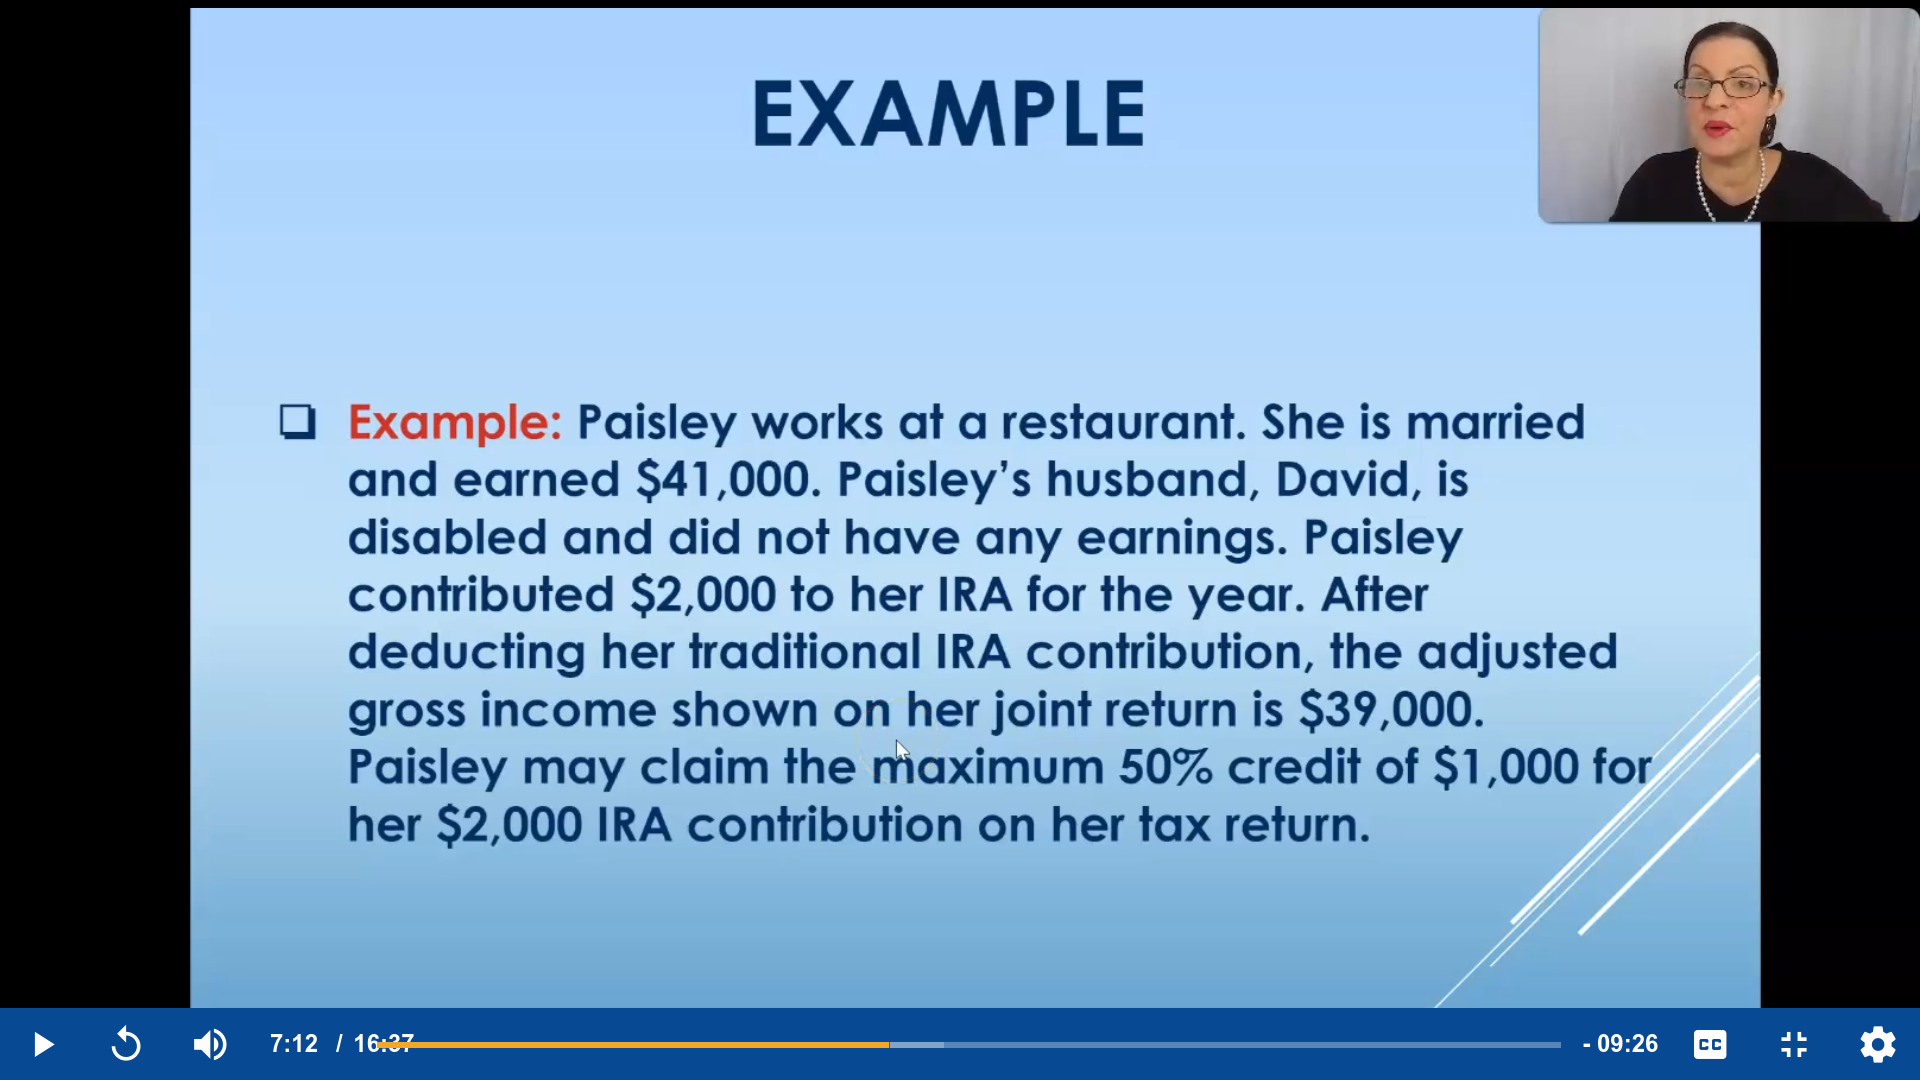 EXAMPLE
❑ Example: Paisley works at a restaurant. She is married
and earned $41,000. Paisley’s husband, David, is
disabled and did not have any earnings. Paisley
contributed $2,000 to her IRA for the year. After
deducting her traditional IRA contribution, the adjusted
gross income shown on her joint return is $39,000.
Paisley may claim the maximum 50% credit of $1,000 for
her $2,000 IRA contribution on her tax return.
7:12 / 16:37
- 09:26
CC